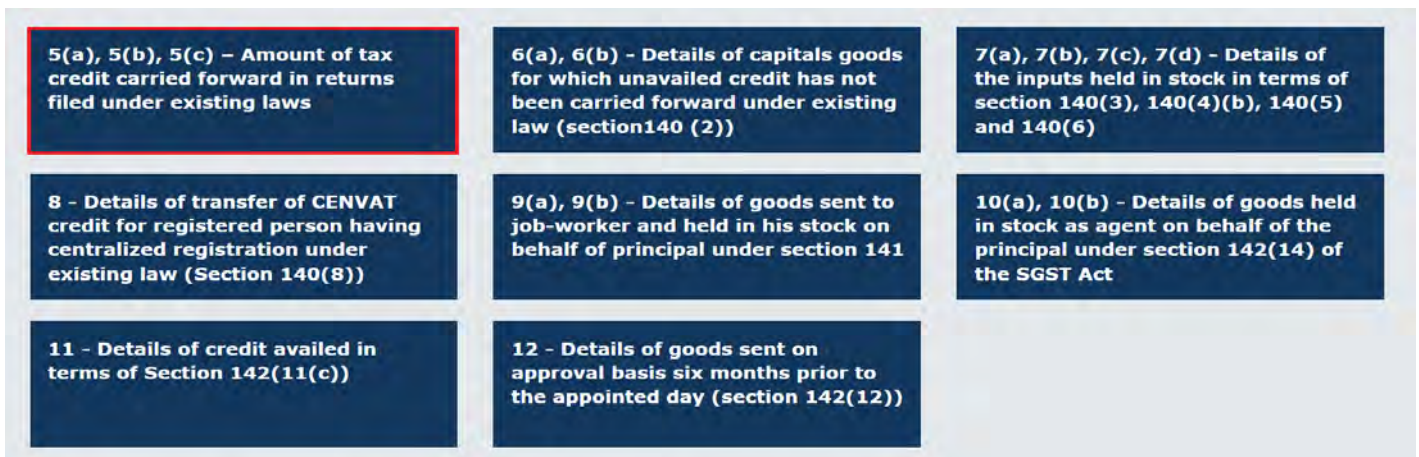 5(a), 5(b), 5(c) – Amount of tax
credit carried forward in returns
filed under existing laws
6(a), 6(b) - Details of capitals goods
for which unavailed credit has not
been carried forward under existing
law (section140 (2))
7(a), 7(b), 7(c), 7(d) - Details of
the inputs held in stock in terms of
section 140(3), 140(4)(b), 140(5)
and 140(6)
8 - Details of transfer of CENVAT
credit for registered person having
centralized registration under
existing law (Section 140(8))
9(a), 9(b) - Details of goods sent to
job-worker and held in his stock on
behalf of principal under section 141
10(a), 10(b) - Details of goods held
in stock as agent on behalf of the
principal under section 142(14) of
the SGST Act
11 - Details of credit availed in
terms of Section 142(11(c))
12 - Details of goods sent on
approval basis six months prior to
the appointed day (section 142(12))